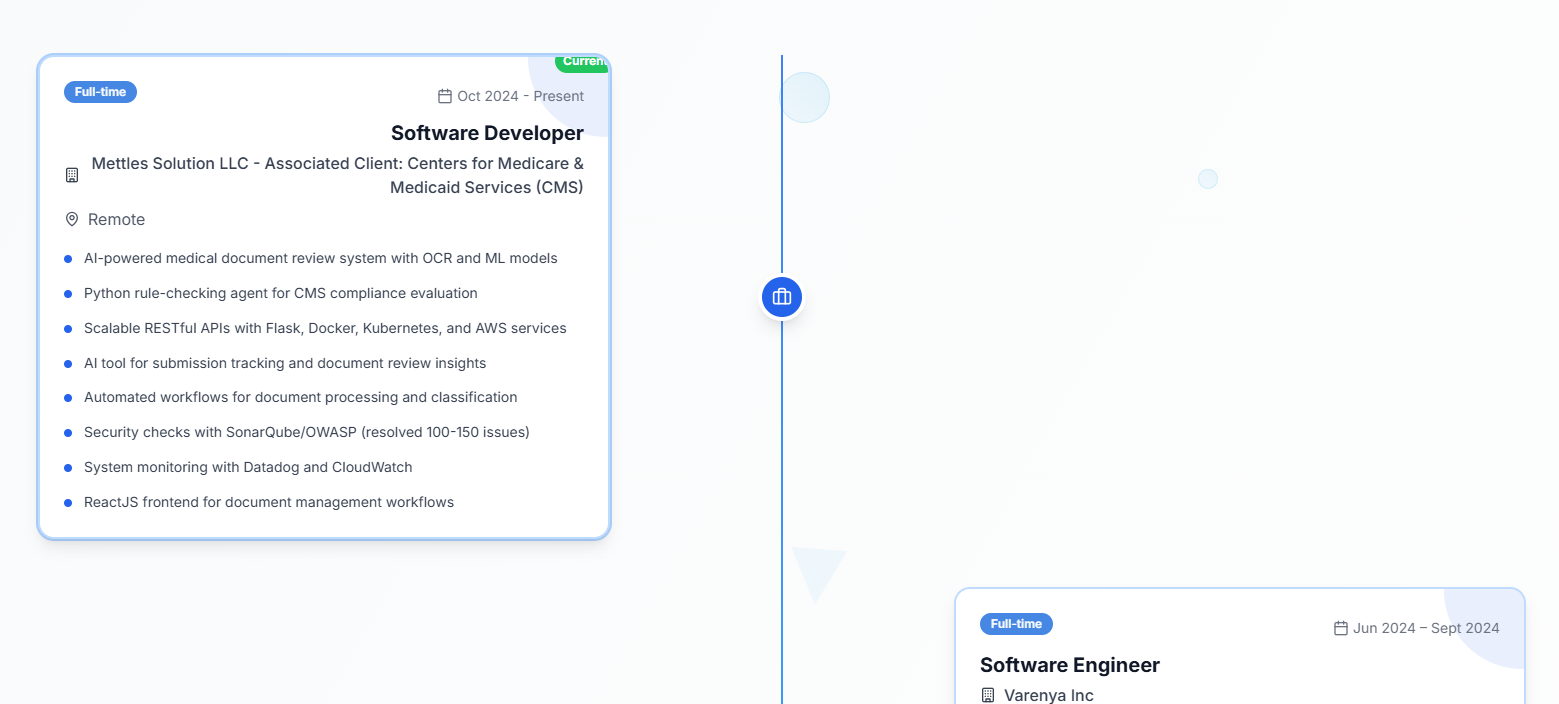 Curren
Full-time
Oct 2024 - Present
Software Developer
Mettles Solution LLC - Associated Client: Centers for Medicare &
Medicaid Services (CMS)
Remote
AI-powered medical document review system with OCR and ML models
Python rule-checking agent for CMS compliance evaluation
Scalable RESTful APIs with Flask, Docker, Kubernetes, and AWS services
AI tool for submission tracking and document review insights
Automated workflows for document processing and classification
Security checks with SonarQube/OWASP (resolved 100-150 issues)
System monitoring with Datadog and CloudWatch
ReactJS frontend for document management workflows
Full-time
Jun 2024 – Sept 2024
Software Engineer
Varenya Inc